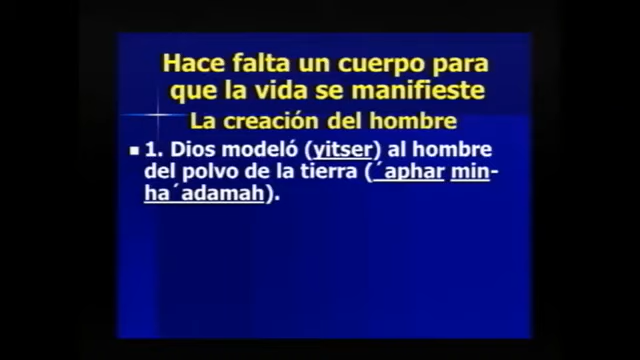 Hace falta un cuerpo para
que la vida se manifieste
La creación del hombre
1. Dios modeló (yitser) al hombre
del polvo de la tierra (´aphar min-
ha´adamah).